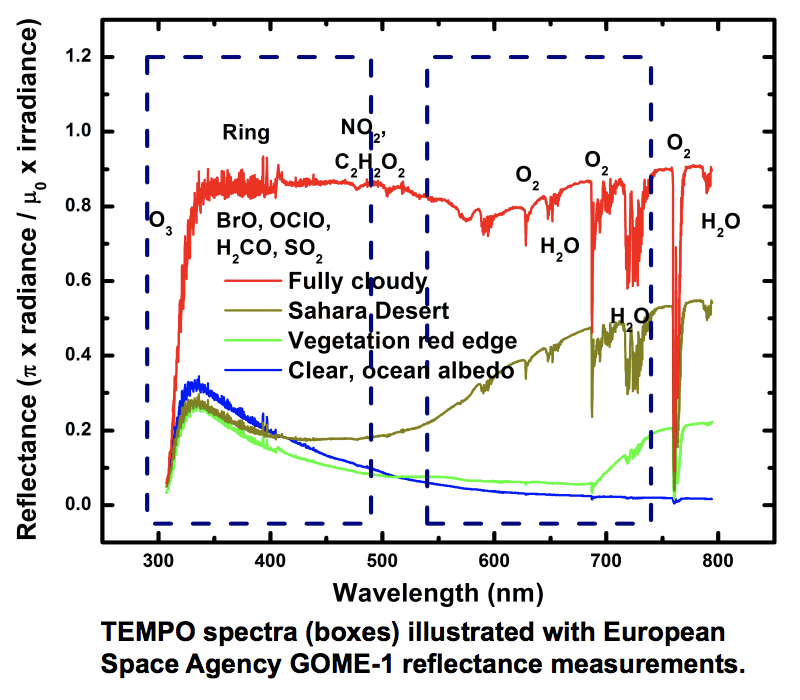 Reflectance (π x radiance / μ₀ x irradiance)
1.2
1.0
0.8
0.6
0.4
0.2
0.0
Ring
NO₂,
C₂H₂O₂
O₂
O₂
O₂
O₃
BrO, OClO,
H₂CO, SO₂
H₂O
H₂O
H₂O
Fully cloudy
Sahara Desert
Vegetation red edge
Clear, ocean albedo
300 400 500 600 700 800
Wavelength (nm)
TEMPO spectra (boxes) illustrated with European
Space Agency GOME-1 reflectance measurements.